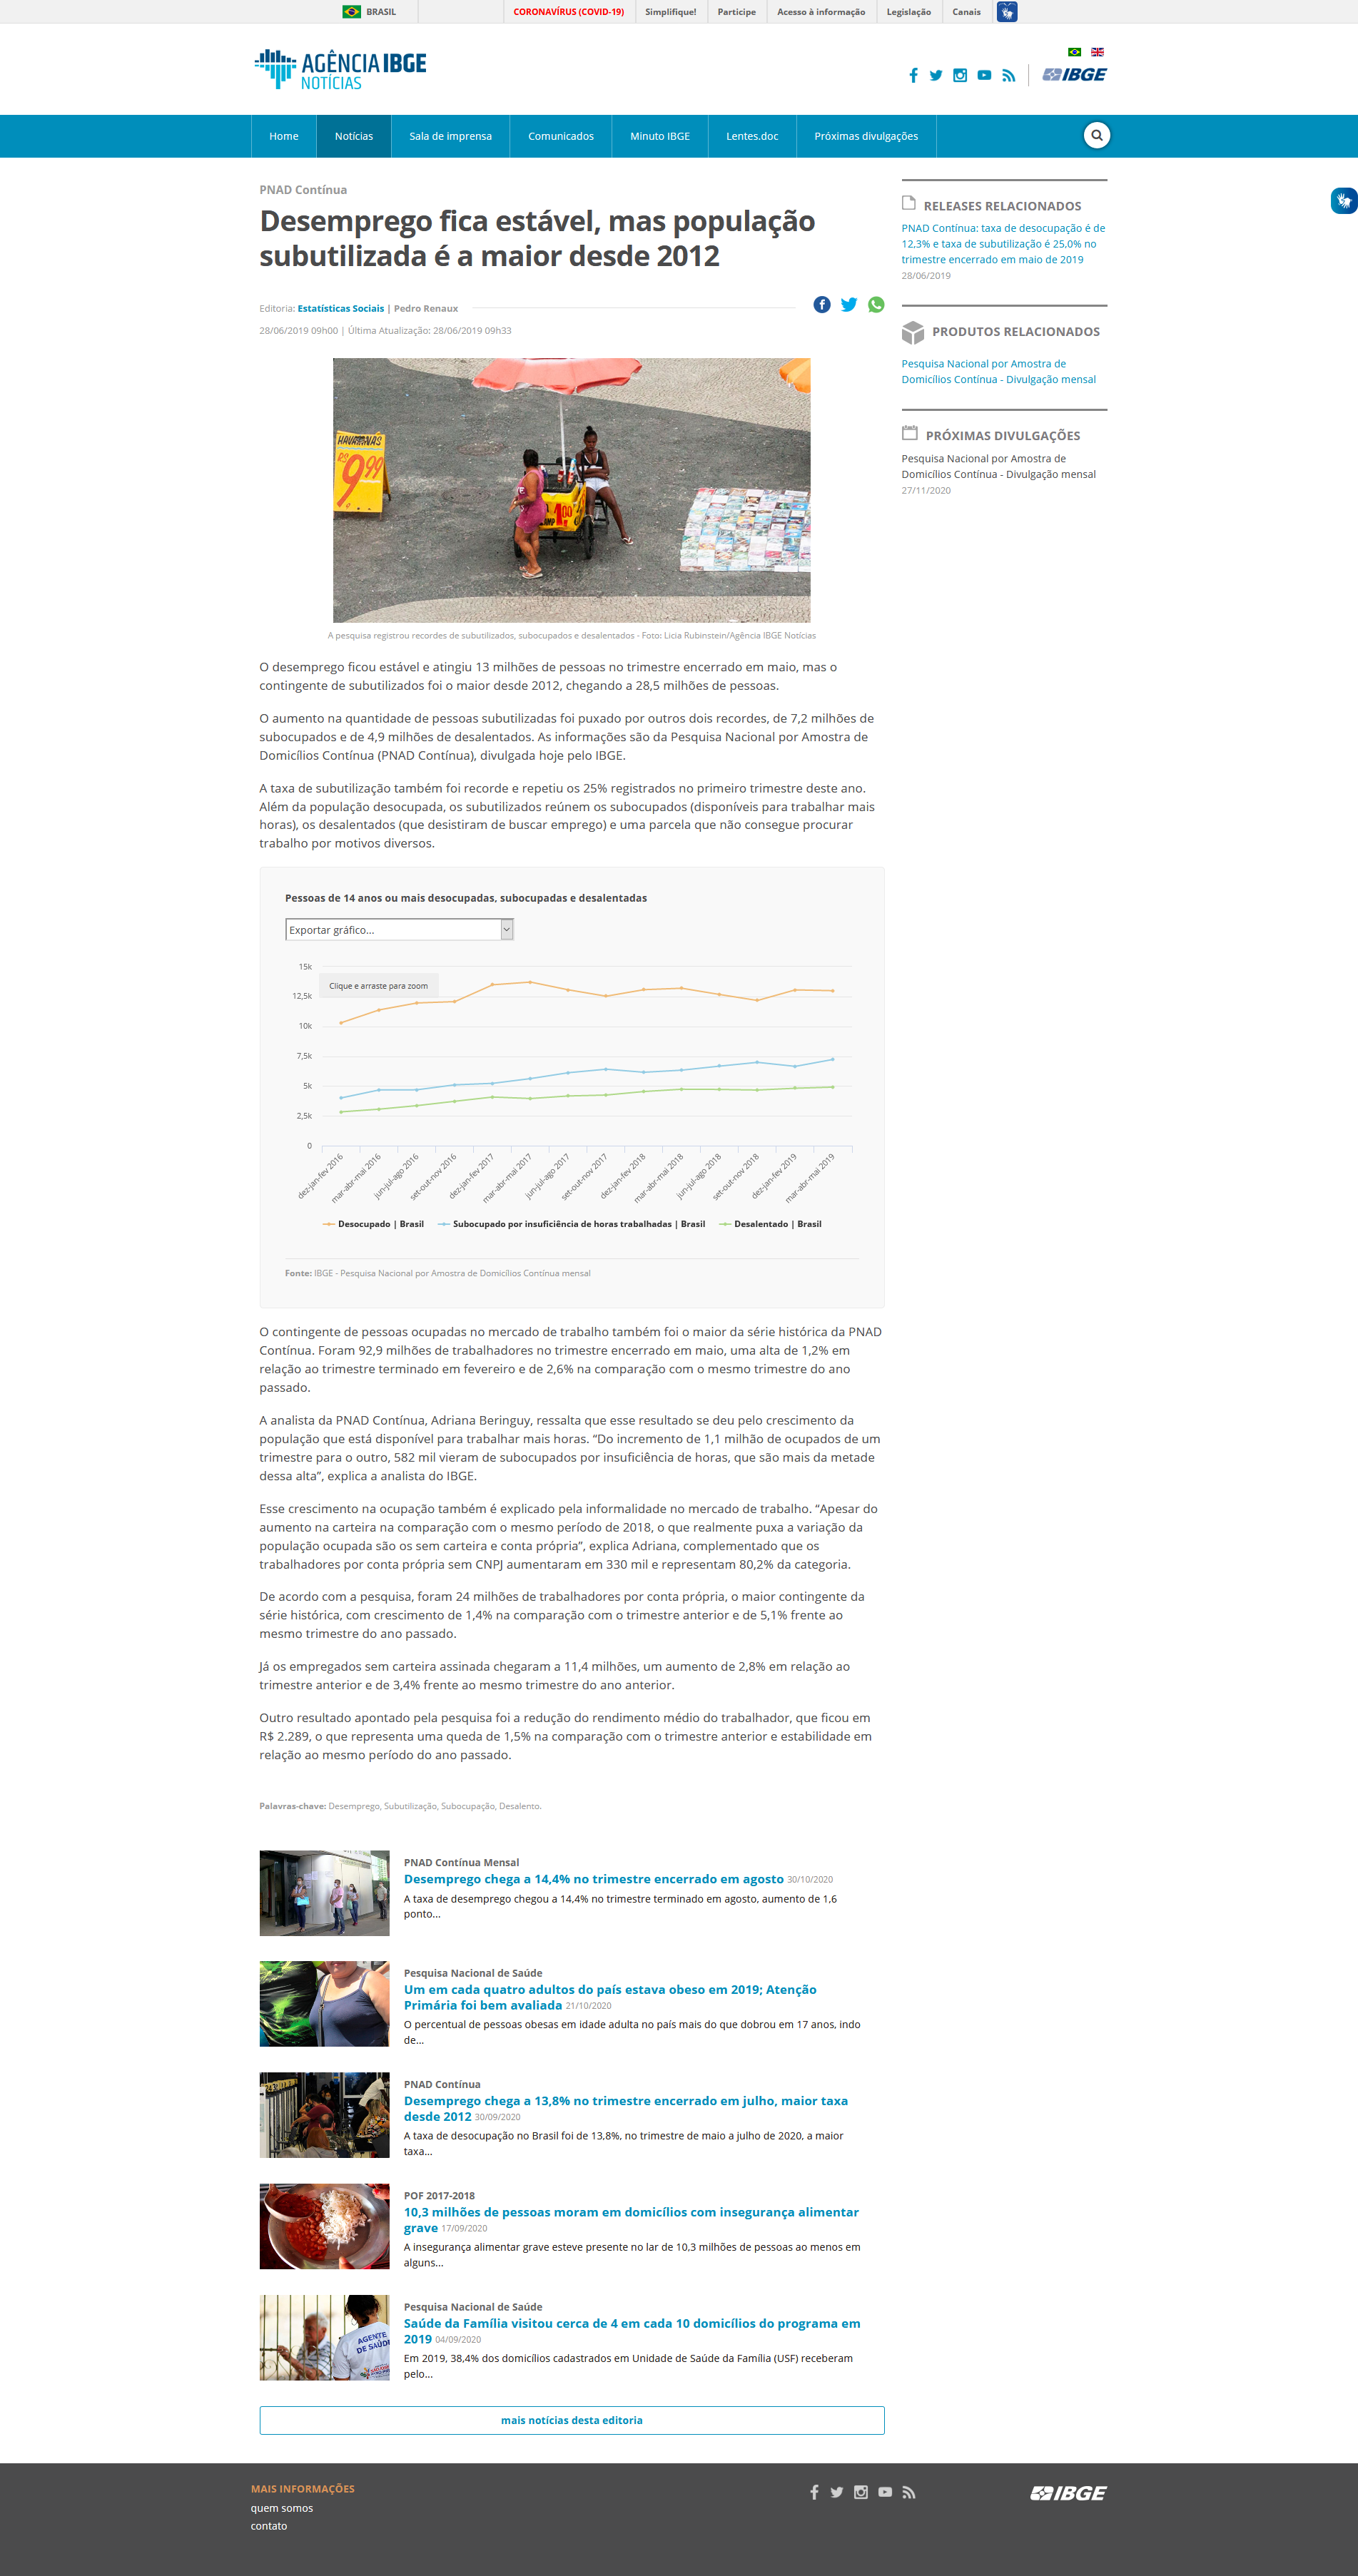 BRASIL
CORONAVÍRUS (COVID-19)
Simplifique!
Participe
Acesso à informação
Legislação
Canais
AGÊNCIA IBGE
NOTÍCIAS
IBGE
Home
Notícias
Sala de imprensa
Comunicados
Minuto IBGE
Lentes.doc
Próximas divulgações
PNAD Contínua
Desemprego fica estável, mas população
subutilizada é a maior desde 2012
Editoria: Estatísticas Sociais | Pedro Renaux
28/06/2019 09h00 | Última Atualização: 28/06/2019 09h33
HAVAIANAS
R$ 9,99
1,00
A pesquisa registrou recordes de subutilizados, subocupados e desalentados - Foto: Licia Rubinstein/Agência IBGE Notícias
O desemprego ficou estável e atingiu 13 milhões de pessoas no trimestre encerrado em maio, mas o
contingente de subutilizados foi o maior desde 2012, chegando a 28,5 milhões de pessoas.
O aumento na quantidade de pessoas subutilizadas foi puxado por outros dois recordes, de 7,2 milhões de
subocupados e de 4,9 milhões de desalentados. As informações são da Pesquisa Nacional por Amostra de
Domicílios Contínua (PNAD Contínua), divulgada hoje pelo IBGE.
A taxa de subutilização também foi recorde e repetiu os 25% registrados no primeiro trimestre deste ano.
Além da população desocupada, os subutilizados reúnem os subocupados (disponíveis para trabalhar mais
horas), os desalentados (que desistiram de buscar emprego) e uma parcela que não consegue procurar
trabalho por motivos diversos.
Pessoas de 14 anos ou mais desocupadas, subocupadas e desalentadas
Exportar gráfico...
Clique e arraste para zoom
15k
12,5k
10k
7,5k
5k
2,5k
0
dez-jan-fev 2016
mar-abr-mai 2016
jun-jul-ago 2016
set-out-nov 2016
dez-jan-fev 2017
mar-abr-mai 2017
jun-jul-ago 2017
set-out-nov 2017
dez-jan-fev 2018
mar-abr-mai 2018
jun-jul-ago 2018
set-out-nov 2018
dez-jan-fev 2019
mar-abr-mai 2019
Desocupado | Brasil
Subocupado por insuficiência de horas trabalhadas | Brasil
Desalentado | Brasil
Fonte: IBGE - Pesquisa Nacional por Amostra de Domicílios Contínua mensal
O contingente de pessoas ocupadas no mercado de trabalho também foi o maior da série histórica da PNAD
Contínua. Foram 92,9 milhões de trabalhadores no trimestre encerrado em maio, uma alta de 1,2% em
relação ao trimestre terminado em fevereiro e de 2,6% na comparação com o mesmo trimestre do ano
passado.
A analista da PNAD Contínua, Adriana Beringuy, ressalta que esse resultado se deu pelo crescimento da
população que está disponível para trabalhar mais horas. “Do incremento de 1,1 milhão de ocupados de um
trimestre para o outro, 582 mil vieram de subocupados por insuficiência de horas, que são mais da metade
dessa alta”, explica a analista do IBGE.
Esse crescimento na ocupação também é explicado pela informalidade no mercado de trabalho. “Apesar do
aumento na carteira na comparação com o mesmo período de 2018, o que realmente puxa a variação da
população ocupada são os sem carteira e conta própria”, explica Adriana, complementado que os
trabalhadores por conta própria sem CNPJ aumentaram em 330 mil e representam 80,2% da categoria.
De acordo com a pesquisa, foram 24 milhões de trabalhadores por conta própria, o maior contingente da
série histórica, com crescimento de 1,4% na comparação com o trimestre anterior e de 5,1% frente ao
mesmo trimestre do ano passado.
Já os empregados sem carteira assinada chegaram a 11,4 milhões, um aumento de 2,8% em relação ao
trimestre anterior e de 3,4% frente ao mesmo trimestre do ano anterior.
Outro resultado apontado pela pesquisa foi a redução do rendimento médio do trabalhador, que ficou em
R$ 2.289, o que representa uma queda de 1,5% na comparação com o trimestre anterior e estabilidade em
relação ao mesmo período do ano passado.
Palavras-chave: Desemprego, Subutilização, Subocupação, Desalento.
PNAD Contínua Mensal
Desemprego chega a 14,4% no trimestre encerrado em agosto 30/10/2020
A taxa de desemprego chegou a 14,4% no trimestre terminado em agosto, aumento de 1,6
ponto...
Pesquisa Nacional de Saúde
Um em cada quatro adultos do país estava obeso em 2019; Atenção
Primária foi bem avaliada 21/10/2020
O percentual de pessoas obesas em idade adulta no país mais do que dobrou em 17 anos, indo
de...
PNAD Contínua
Desemprego chega a 13,8% no trimestre encerrado em julho, maior taxa
desde 2012 30/09/2020
A taxa de desocupação no Brasil foi de 13,8%, no trimestre de maio a julho de 2020, a maior
taxa...
POF 2017-2018
10,3 milhões de pessoas moram em domicílios com insegurança alimentar
grave 17/09/2020
A insegurança alimentar grave esteve presente no lar de 10,3 milhões de pessoas ao menos em
alguns...
AGENTE
DE SAÚDE
Pesquisa Nacional de Saúde
Saúde da Família visitou cerca de 4 em cada 10 domicílios do programa em
2019 04/09/2020
Em 2019, 38,4% dos domicílios cadastrados em Unidade de Saúde da Família (USF) receberam
pelo...
mais notícias desta editoria
RELEASES RELACIONADOS
PNAD Contínua: taxa de desocupação é de
12,3% e taxa de subutilização é 25,0% no
trimestre encerrado em maio de 2019
28/06/2019
PRODUTOS RELACIONADOS
Pesquisa Nacional por Amostra de
Domicílios Contínua - Divulgação mensal
PRÓXIMAS DIVULGAÇÕES
Pesquisa Nacional por Amostra de
Domicílios Contínua - Divulgação mensal
27/11/2020
MAIS INFORMAÇÕES
quem somos
contato
IBGE